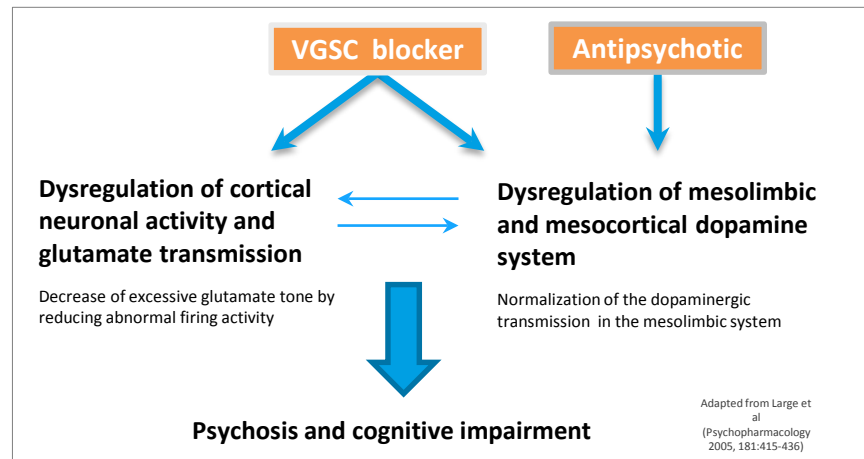 VGSC blocker
Antipsychotic
Dysregulation of cortical
neuronal activity and
glutamate transmission
Decrease of excessive glutamate tone by
reducing abnormal firing activity
Dysregulation of mesolimbic
and mesocortical dopamine
system
Normalization of the dopaminergic
transmission in the mesolimbic system
Psychosis and cognitive impairment
Adapted from Large et
al
(Psychopharmacology
2005, 181:415-436)